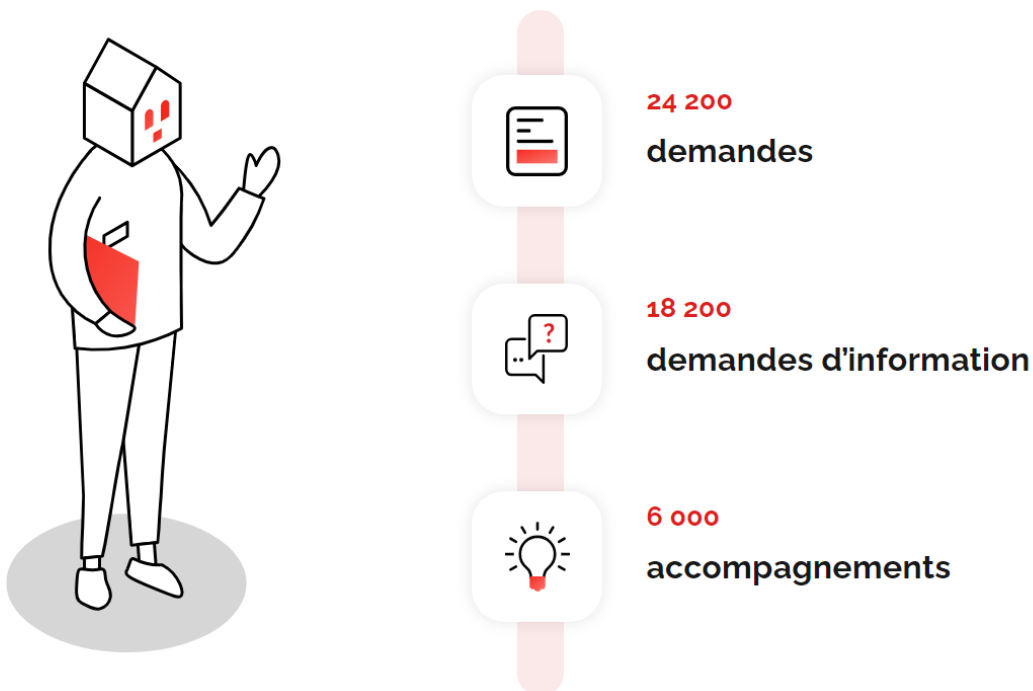 24 200
demandes
?
18 200
demandes d'information
6 000
accompagnements